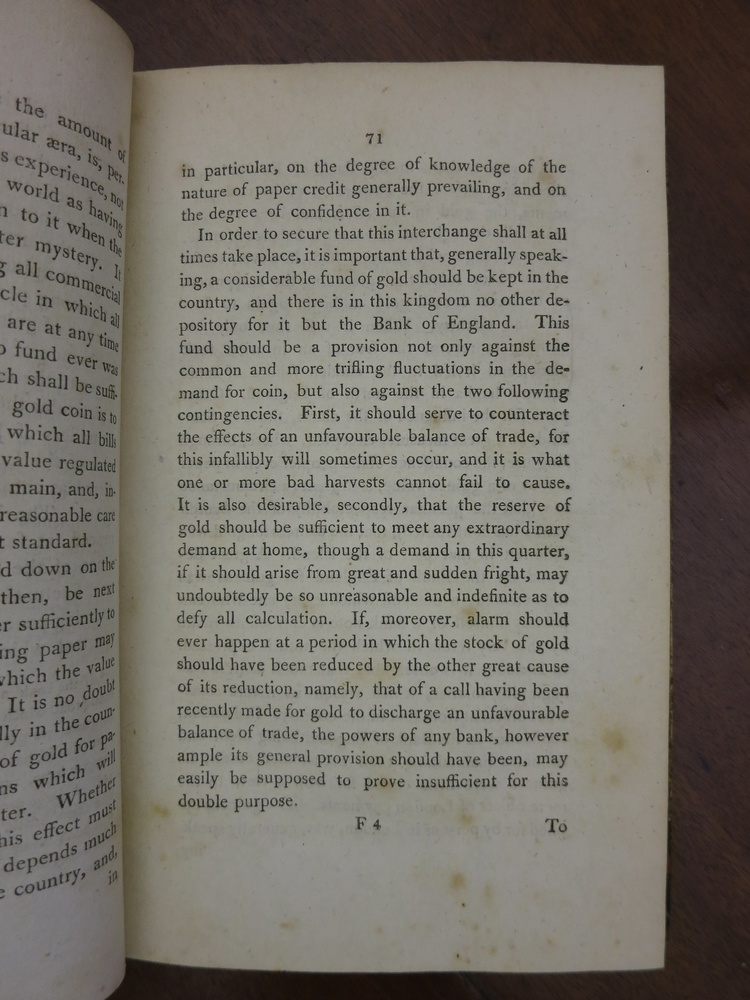 the amount of
ular æra, is, per-
s experience, not
world as having
n to it when the
ter mystery. It
g all commercial
cle in which all
are at any time
o fund ever was
ch shall be suffi-
gold coin is to
which all bills
value regulated
main, and, in-
reasonable care
t standard.
d down on the
then, be next
er sufficiently to
ing paper may
which the value
It is no doubt
lly in the coun-
of gold for pa-
ns which will
ter. Whether
his effect must
depends much
e country, and,
in
71
in particular, on the degree of knowledge of the
nature of paper credit generally prevailing, and on
the degree of confidence in it.
In order to secure that this interchange shall at all
times take place, it is important that, generally speak-
ing, a considerable fund of gold should be kept in the
country, and there is in this kingdom no other de-
pository for it but the Bank of England. This
fund should be a provision not only against the
common and more trifling fluctuations in the de-
mand for coin, but also against the two following
contingencies. First, it should serve to counteract
the effects of an unfavourable balance of trade, for
this infallibly will sometimes occur, and it is what
one or more bad harvests cannot fail to cause.
It is also desirable, secondly, that the reserve of
gold should be sufficient to meet any extraordinary
demand at home, though a demand in this quarter,
if it should arise from great and sudden fright, may
undoubtedly be so unreasonable and indefinite as to
defy all calculation. If, moreover, alarm should
ever happen at a period in which the stock of gold
should have been reduced by the other great cause
of its reduction, namely, that of a call having been
recently made for gold to discharge an unfavourable
balance of trade, the powers of any bank, however
ample its general provision should have been, may
easily be supposed to prove insufficient for this
double purpose.
F 4 To